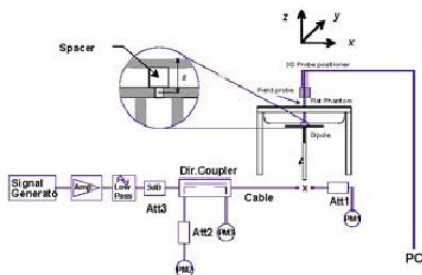 z
y
x
Spacer
s
3D Probe positioner
Field probe
Flat Phantom
Dipole
Signal
Generato
Amp
Low
Pass
3dB
Att3
Dir.Coupler
Cable
x
Att1
PM1
Att2
PM3
PM2
PC